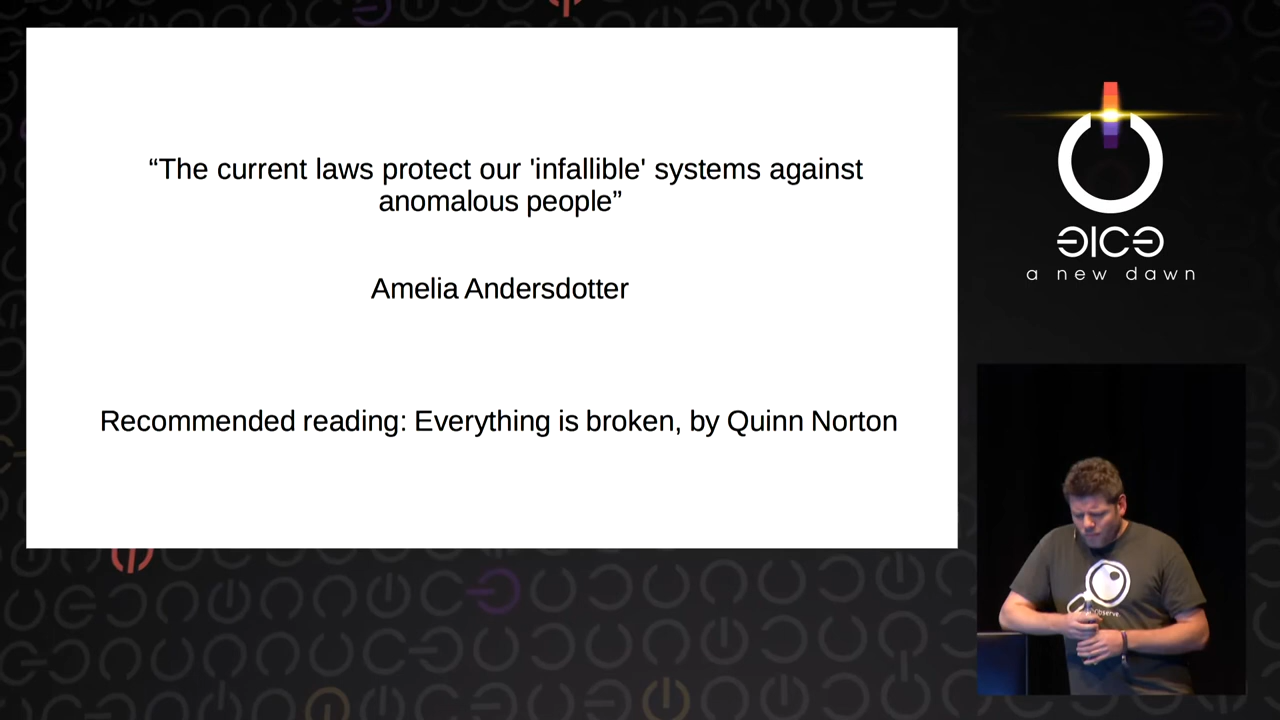 “The current laws protect our 'infallible' systems against
anomalous people”
Amelia Andersdotter
Recommended reading: Everything is broken, by Quinn Norton
a new dawn
Observe